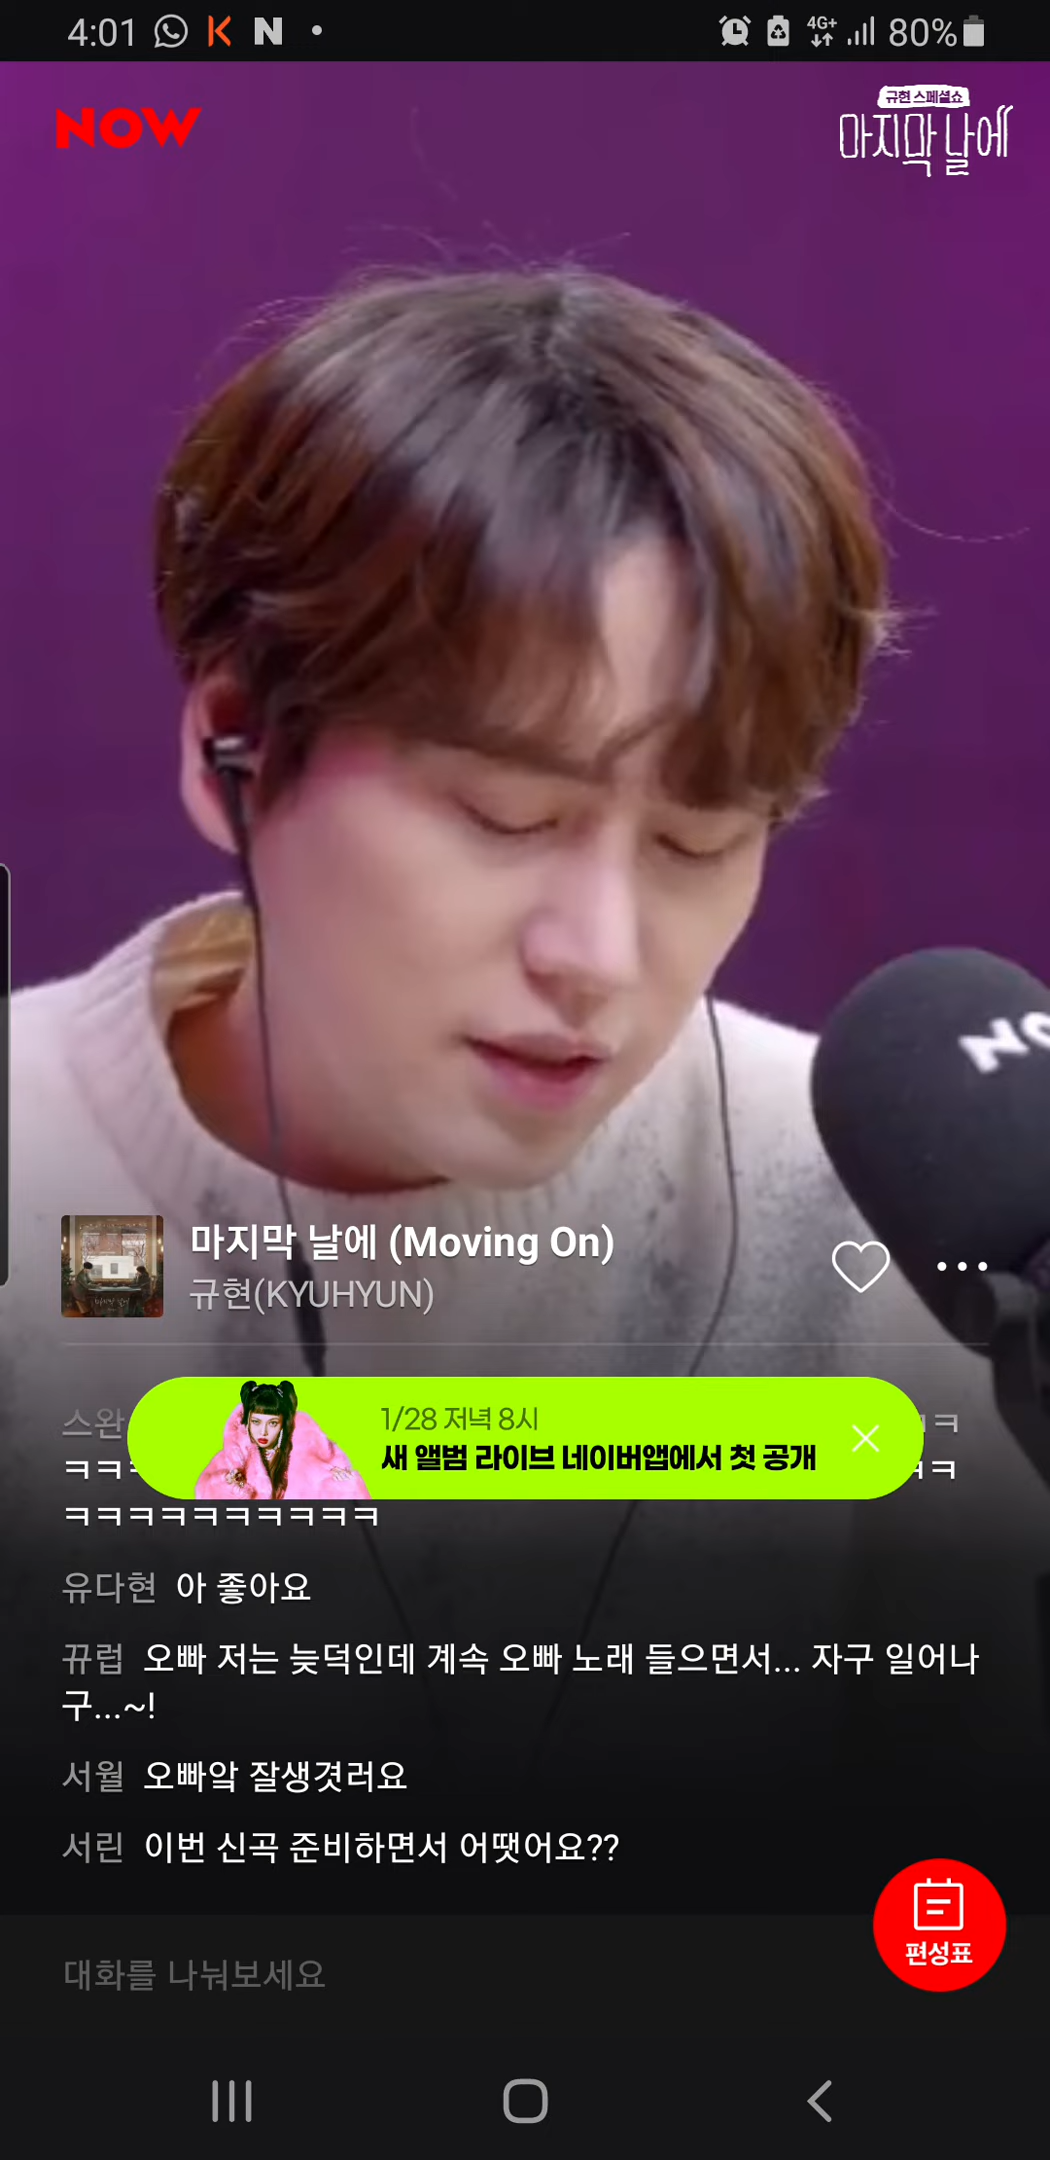 4:01
4G+
80%
NOW
규현 스페셜쇼
마지막 날에
NO
마지막 날에 (Moving On)
규현(KYUHYUN)
1/28 저녁 8시
새 앨범 라이브 네이버앱에서 첫 공개
스완
ㅋㅋㅋㅋㅋㅋㅋㅋㅋㅋ
유다현 아 좋아요
뀨럽 오빠 저는 늦덕인데 계속 오빠 노래 들으면서... 자구 일어나
구...~!
서월 오빠앜 잘생겻러요
서린 이번 신곡 준비하면서 어땟어요??
편성표
대화를 나눠보세요